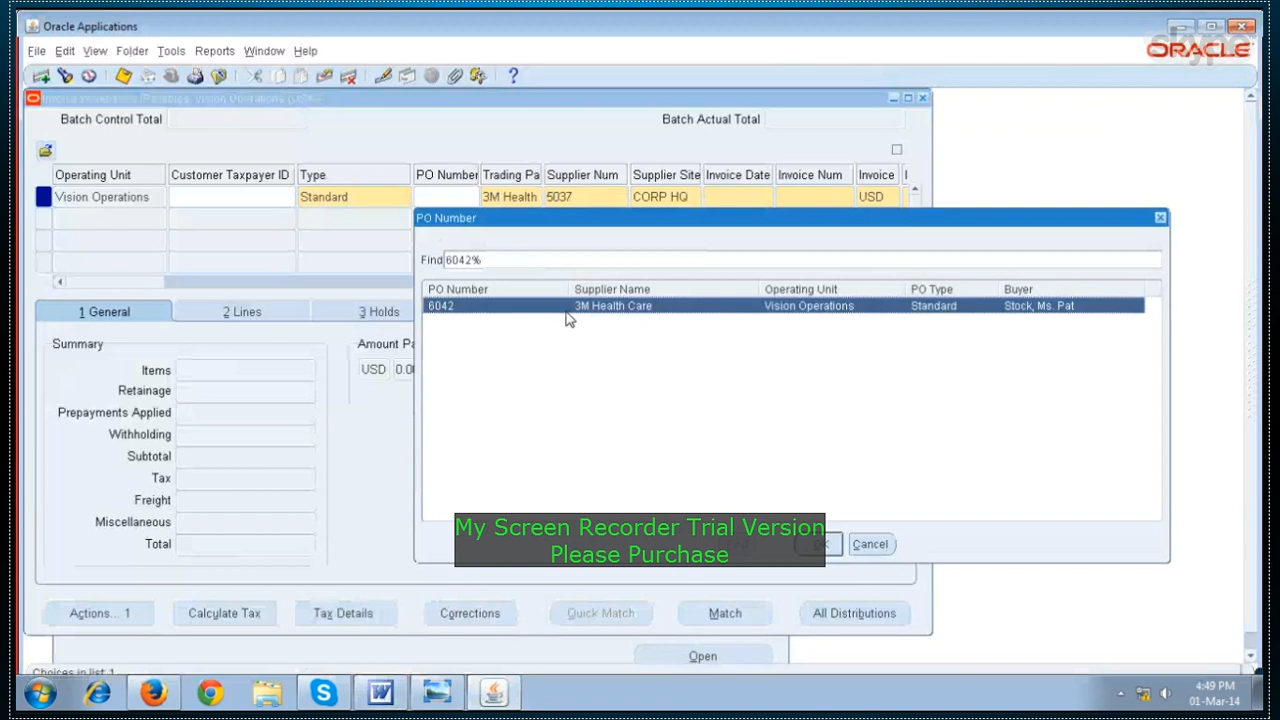 Oracle Applications
File Edit View Folder Tools Reports Window Help
skype
ORACLE
Batch Control Total
Batch Actual Total
Operating Unit Customer Taxpayer ID Type PO Number Trading Pa Supplier Num Supplier Site Invoice Date Invoice Num Invoice
Vision Operations Standard 3M Health 5037 CORP HQ USD
PO Number
Find 6042%
PO Number Supplier Name Operating Unit PO Type Buyer
6042 3M Health Care Vision Operations Standard Stock, Ms. Pat
1 General 2 Lines 3 Holds
Summary
Amount Pa
Items
USD 0.00
Retainage
Prepayments Applied
Withholding
Subtotal
Tax
Freight
Miscellaneous
Total
My Screen Recorder Trial Version
Please Purchase
Cancel
Actions... 1 Calculate Tax Tax Details Corrections Quick Match Match All Distributions
Open
Choices in list 1
4:49 PM
01-Mar-14